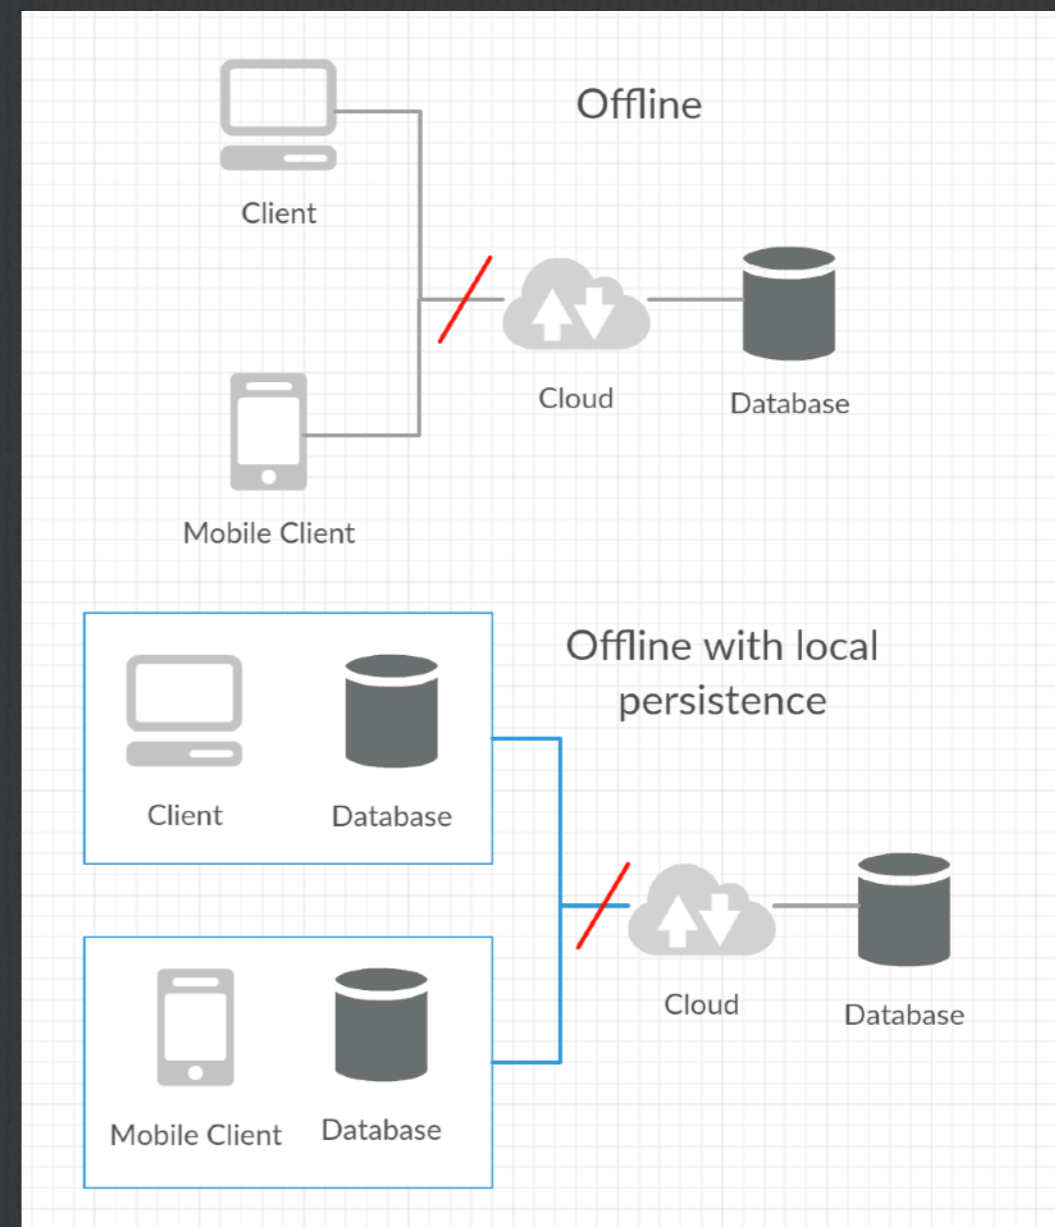 Offline
Client
Cloud
Database
Mobile Client
Offline with local
persistence
Client
Database
Cloud
Database
Mobile Client
Database